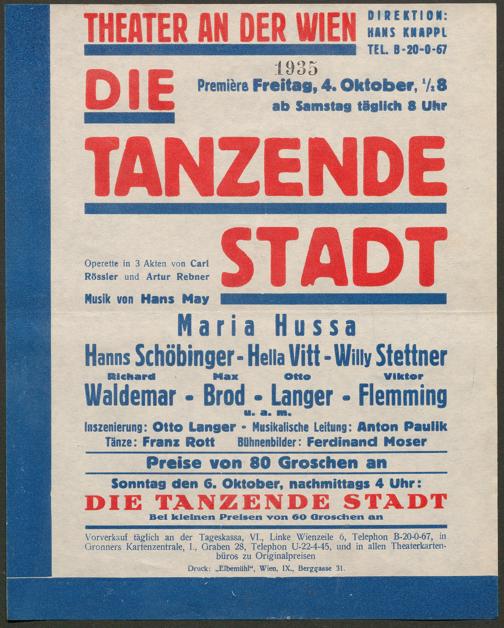 THEATER AN DER WIEN
DIREKTION:
HANS KNAPPL
TEL. B-20-0-67
1935
DIE
Première Freitag, 4. Oktober, ½8
ab Samstag täglich 8 Uhr
TANZENDE
STADT
Operette in 3 Akten von Carl
Rössler und Artur Rebner
Musik von Hans May
Maria Hussa
Hanns Schöbinger - Hella Vitt - Willy Stettner
Richard Max Otto Viktor
Waldemar - Brod - Langer - Flemming
u. a. m.
Inszenierung: Otto Langer - Musikalische Leitung: Anton Paulik
Tänze: Franz Rott Bühnenbilder: Ferdinand Moser
Preise von 80 Groschen an
Sonntag den 6. Oktober, nachmittags 4 Uhr:
DIE TANZENDE STADT
Bei kleinen Preisen von 60 Groschen an
Vorverkauf täglich an der Tageskassa, VI., Linke Wienzeile 6, Telephon B-20-0-67, in
Gronners Kartenzentrale, I., Graben 28, Telephon U-22-4-45, und in allen Theaterkarten-
büros zu Originalpreisen
Druck: „Elbemühl", Wien, IX., Berggasse 31.